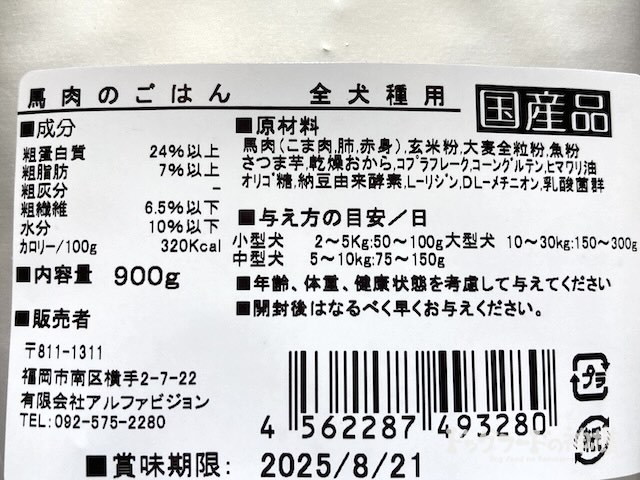 馬肉のごはん 全犬種用 国産品
■成分
粗蛋白質 24%以上
粗脂肪 7%以上
粗灰分 -
粗繊維 6.5%以下
水分 10%以下
カロリー/100g 320Kcal
■内容量 900g
■販売者
〒811-1311
福岡市南区横手2-7-22
有限会社アルファビジョン
TEL:092-575-2280
■原材料
馬肉(こま肉,肺,赤身),玄米粉,大麦全粒粉,魚粉
さつま芋,乾燥おから,コプラフレーク,コーングルテン,ヒマワリ油
オリゴ糖,納豆由来酵素,L-リジン,DL-メチオニン,乳酸菌群
■与え方の目安/日
小型犬 2~5Kg:50~100g 大型犬 10~30kg:150~300g
中型犬 5~10kg:75~150g
■年齢、体重、健康状態を考慮して与えてください
■開封後はなるべく早くお与えください。
4 562287 493280
プラ
■賞味期限: 2025/8/21